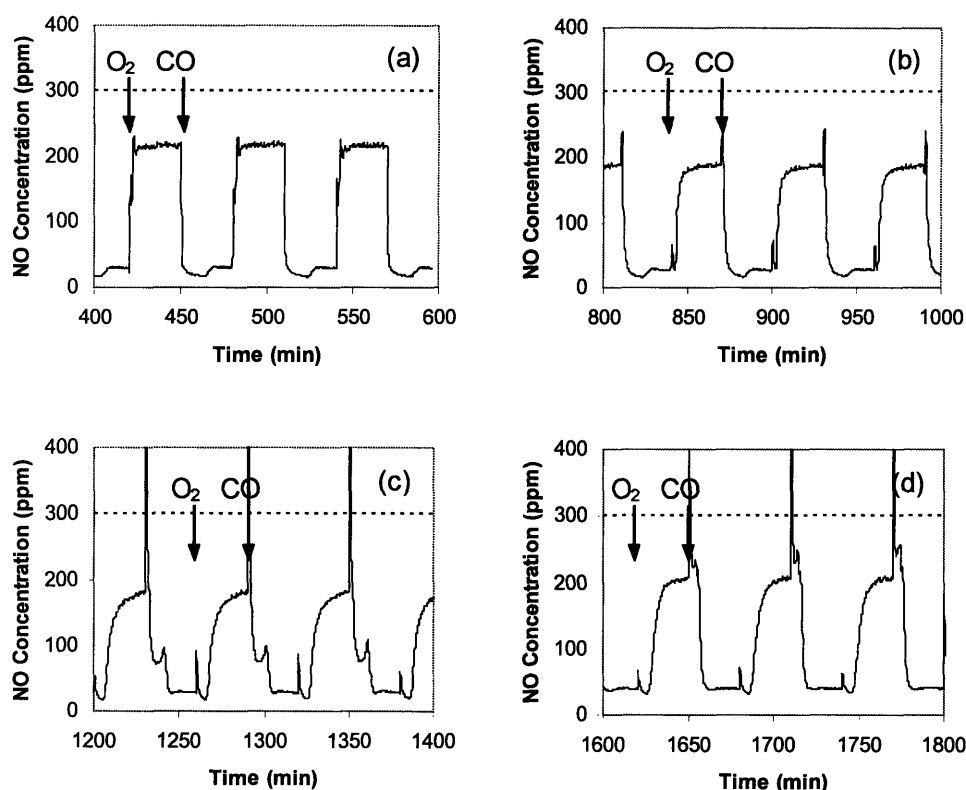 NO Concentration (ppm)
400
300
200
100
0
O₂ CO
(a)
400 450 500 550 600
Time (min)
NO Concentration (ppm)
400
300
200
100
0
O₂ CO
(b)
800 850 900 950 1000
Time (min)
NO Concentration (ppm)
400
300
200
100
0
O₂ CO
(c)
1200 1250 1300 1350 1400
Time (min)
NO Concentration (ppm)
400
300
200
100
0
O₂ CO
(d)
1600 1650 1700 1750 1800
Time (min)